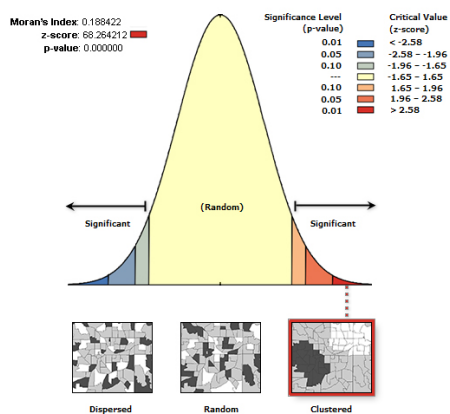 Moran's Index: 0.188422
z-score: 68.264212
p-value: 0.000000
Significance Level
(p-value)
Critical Value
(z-score)
0.01 < -2.58
0.05 -2.58 – -1.96
0.10 -1.96 – -1.65
--- -1.65 – 1.65
0.10 1.65 – 1.96
0.05 1.96 – 2.58
0.01 > 2.58
Significant
(Random)
Significant
Dispersed
Random
Clustered